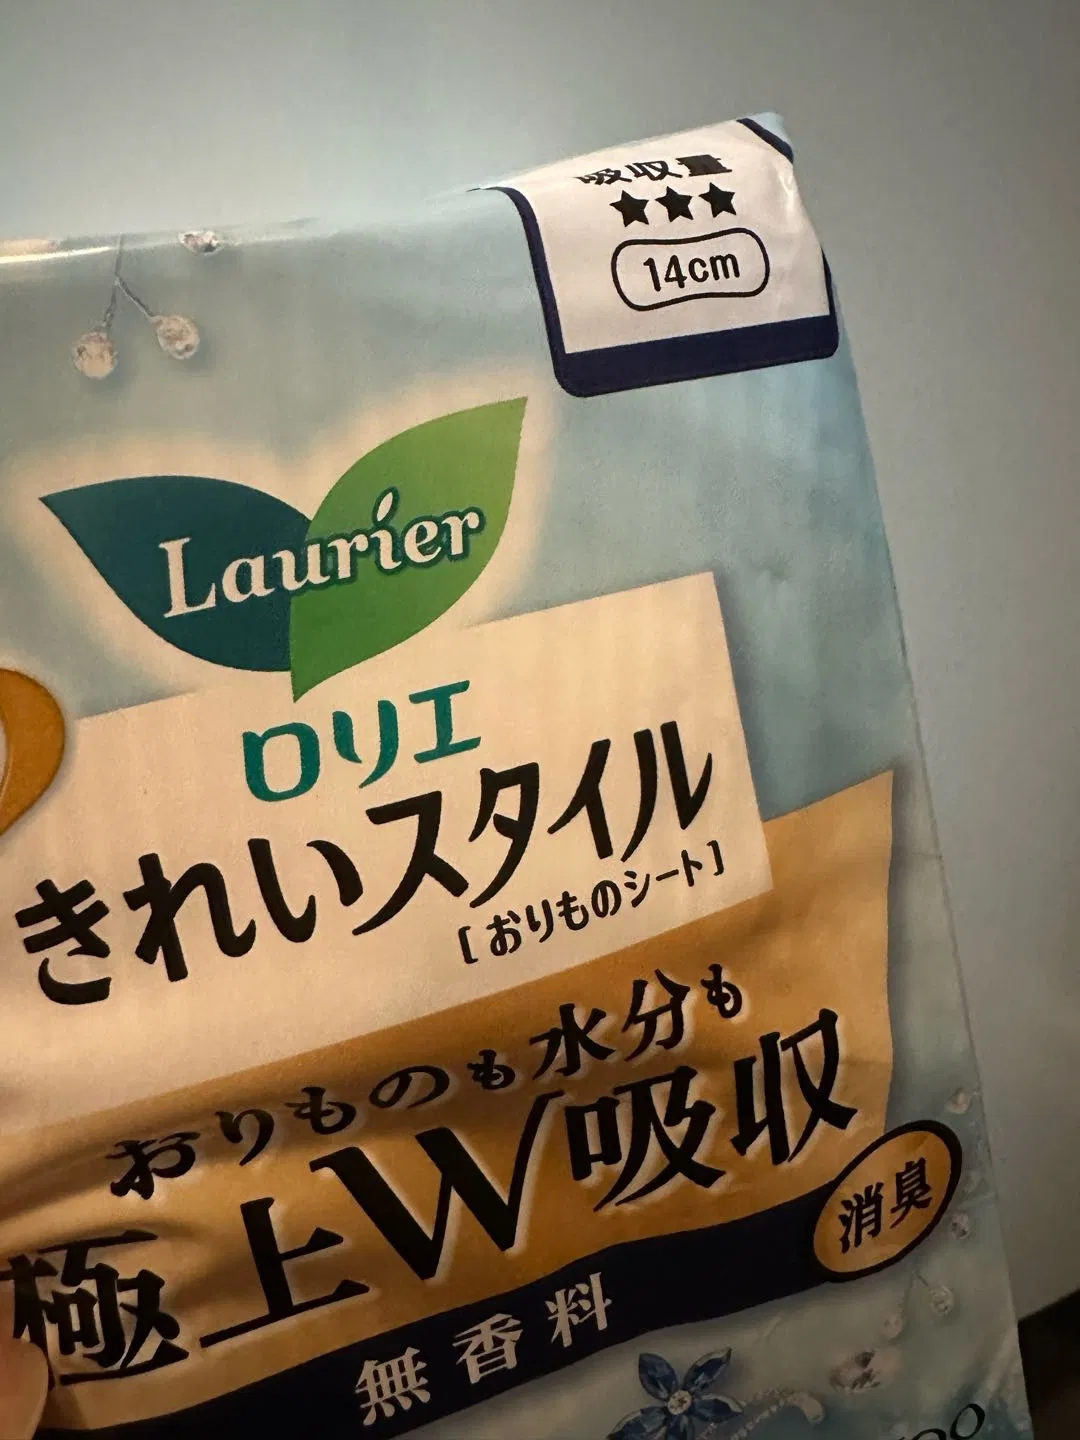 吸収量
★★★
14cm
Laurier
ロリエ
きれいスタイル
[おりものシート]
おりものも水分も
極上W吸収
消臭
無香料